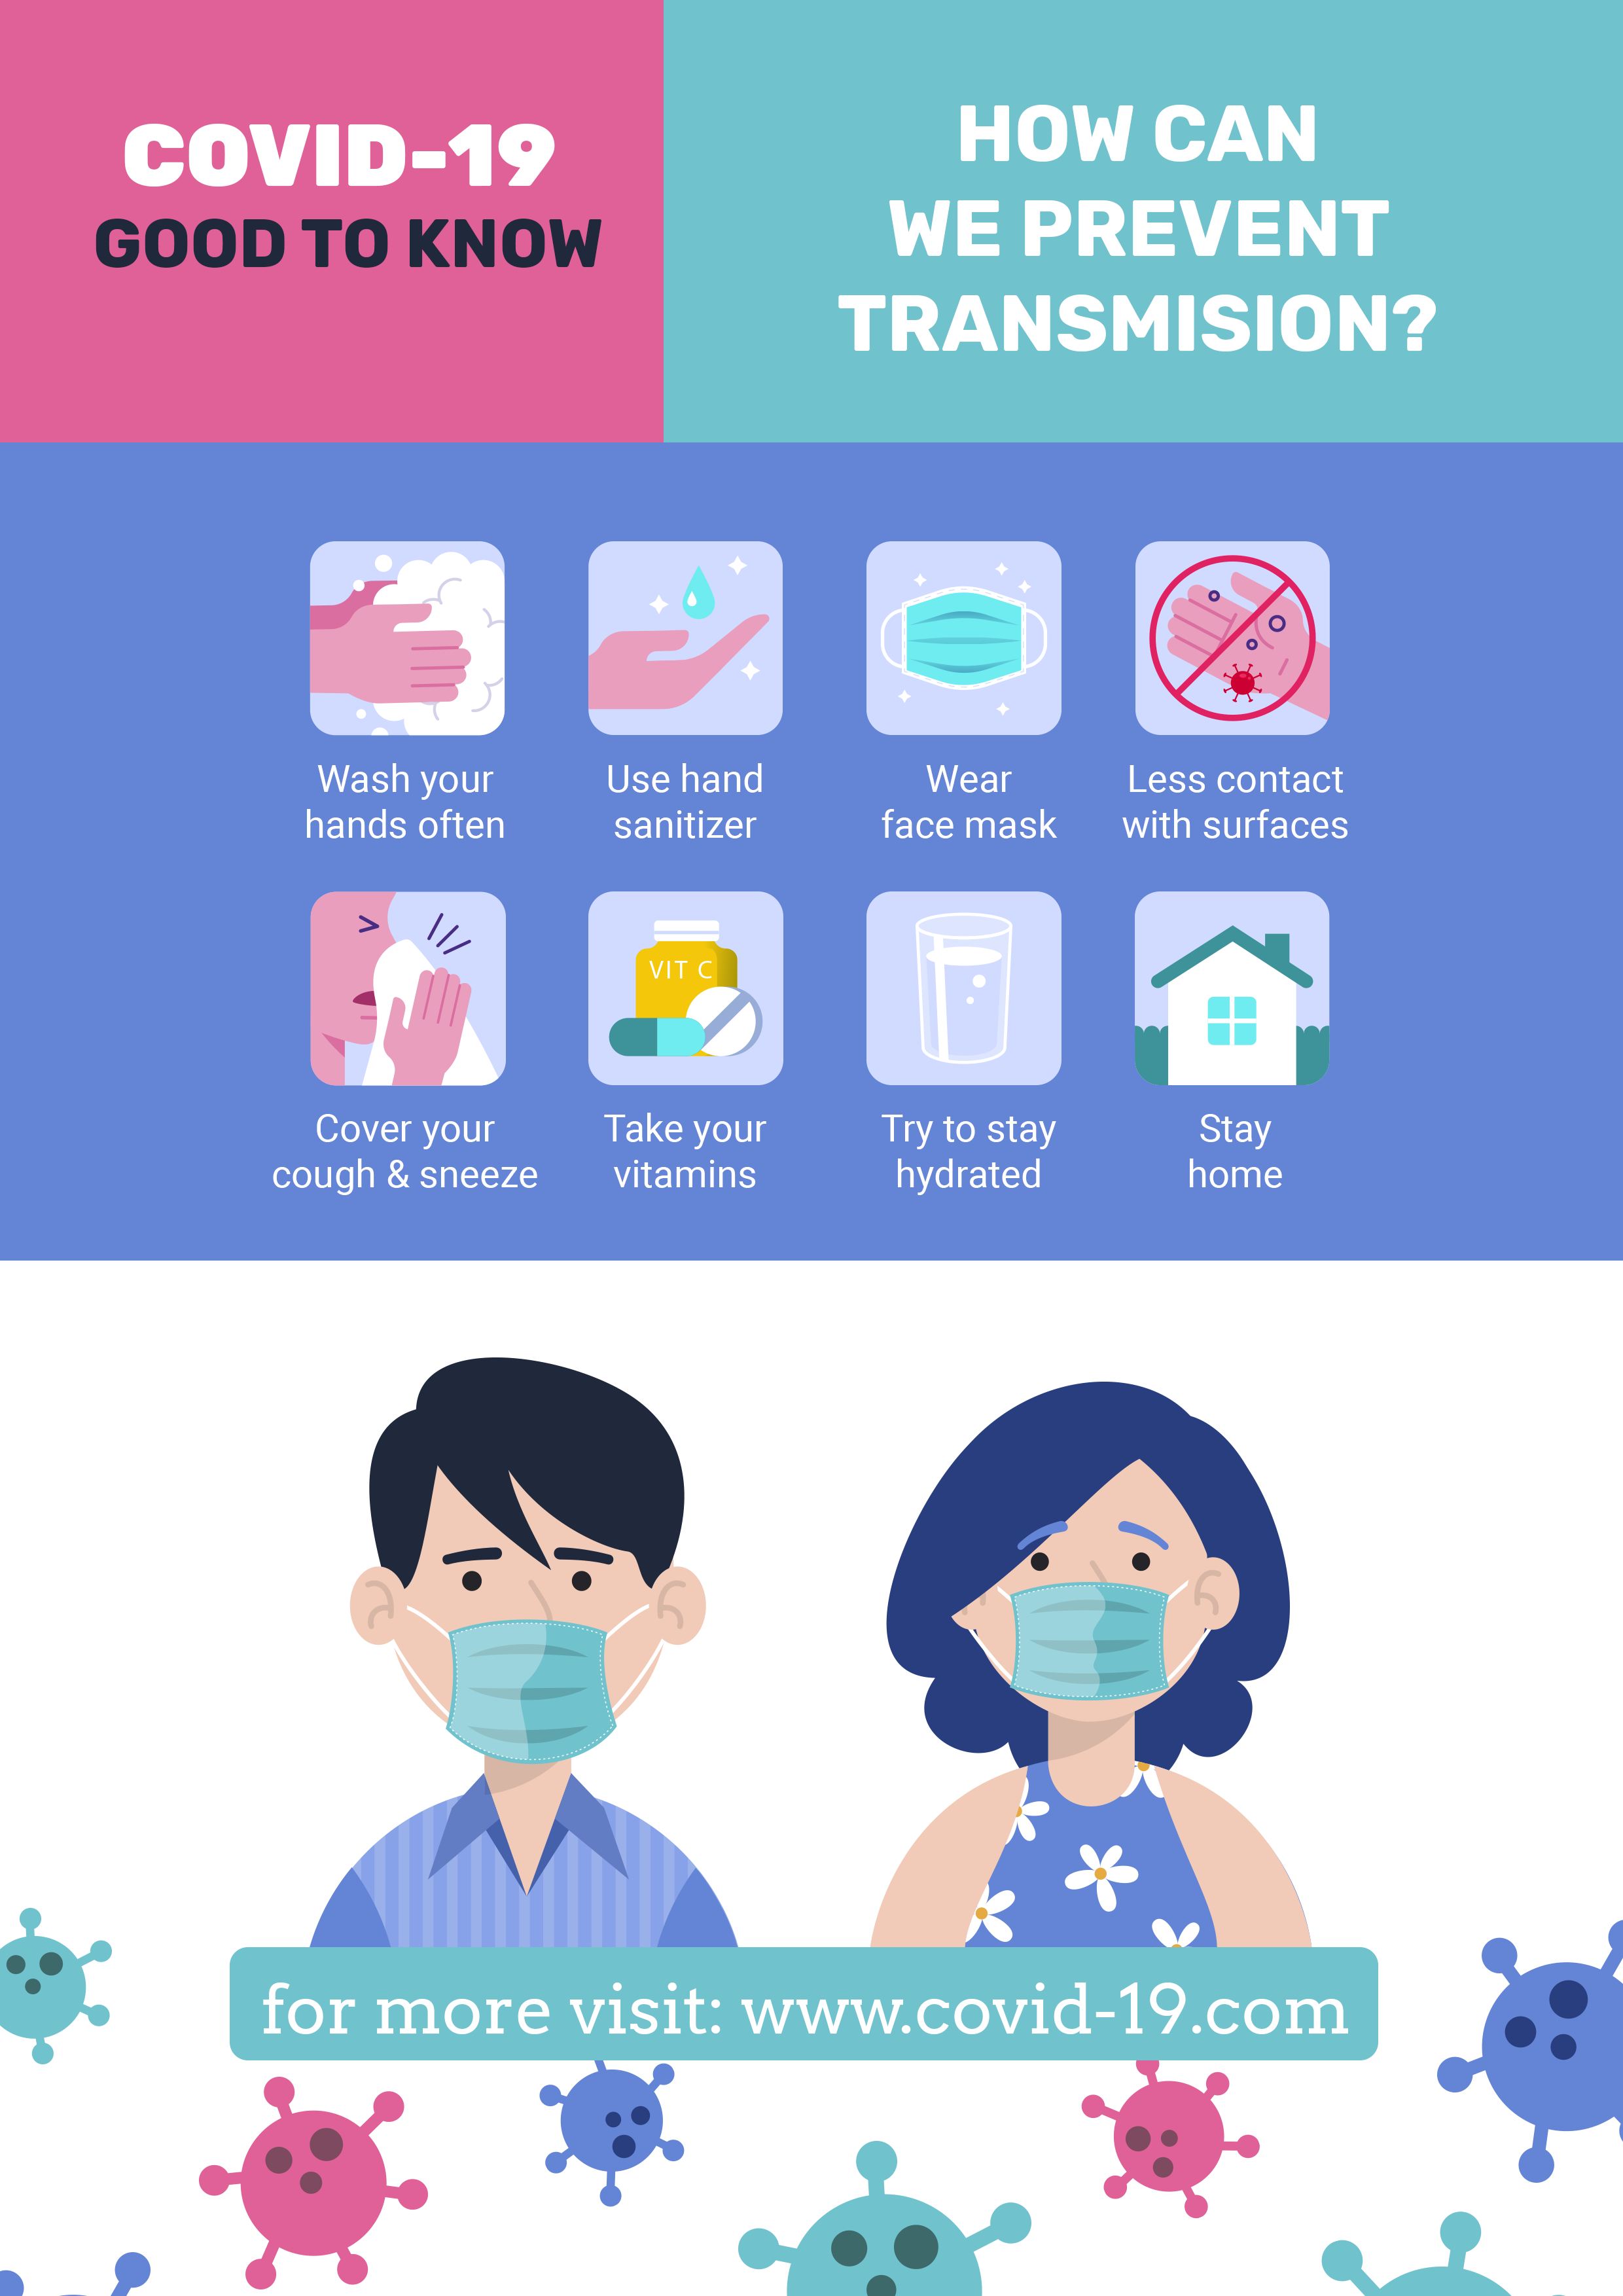 COVID-19
GOOD TO KNOW
HOW CAN
WE PREVENT
TRANSMISION?
Wash your
hands often
Use hand
sanitizer
Wear
face mask
Less contact
with surfaces
VIT C
Cover your
cough & sneeze
Take your
vitamins
Try to stay
hydrated
Stay
home
for more visit: www.covid-19.com